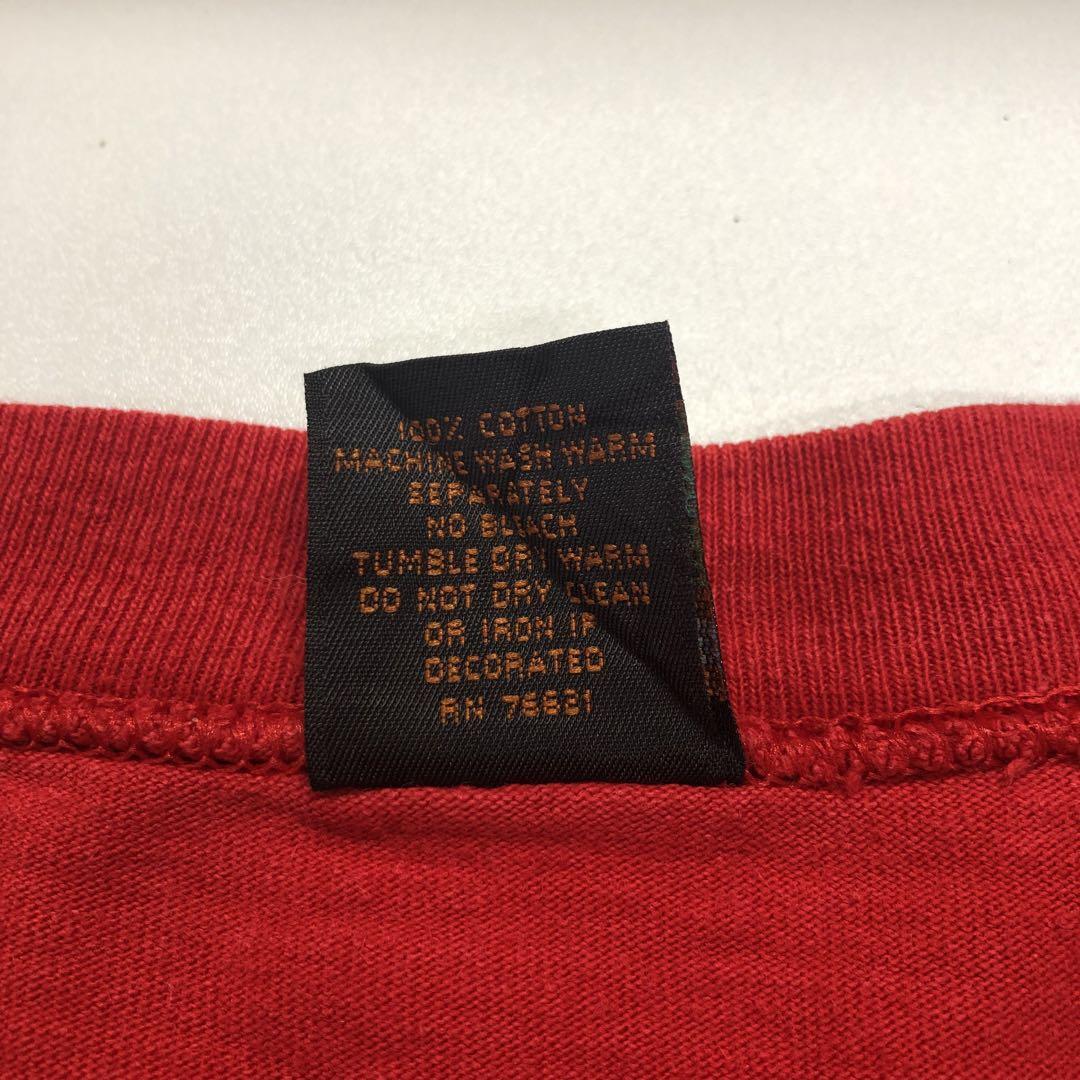 100% COTTON
MACHINE WASH WARM
SEPARATELY
NO BLEACH
TUMBLE DRY WARM
DO NOT DRY CLEAN
OR IRON IF
DECORATED
RN